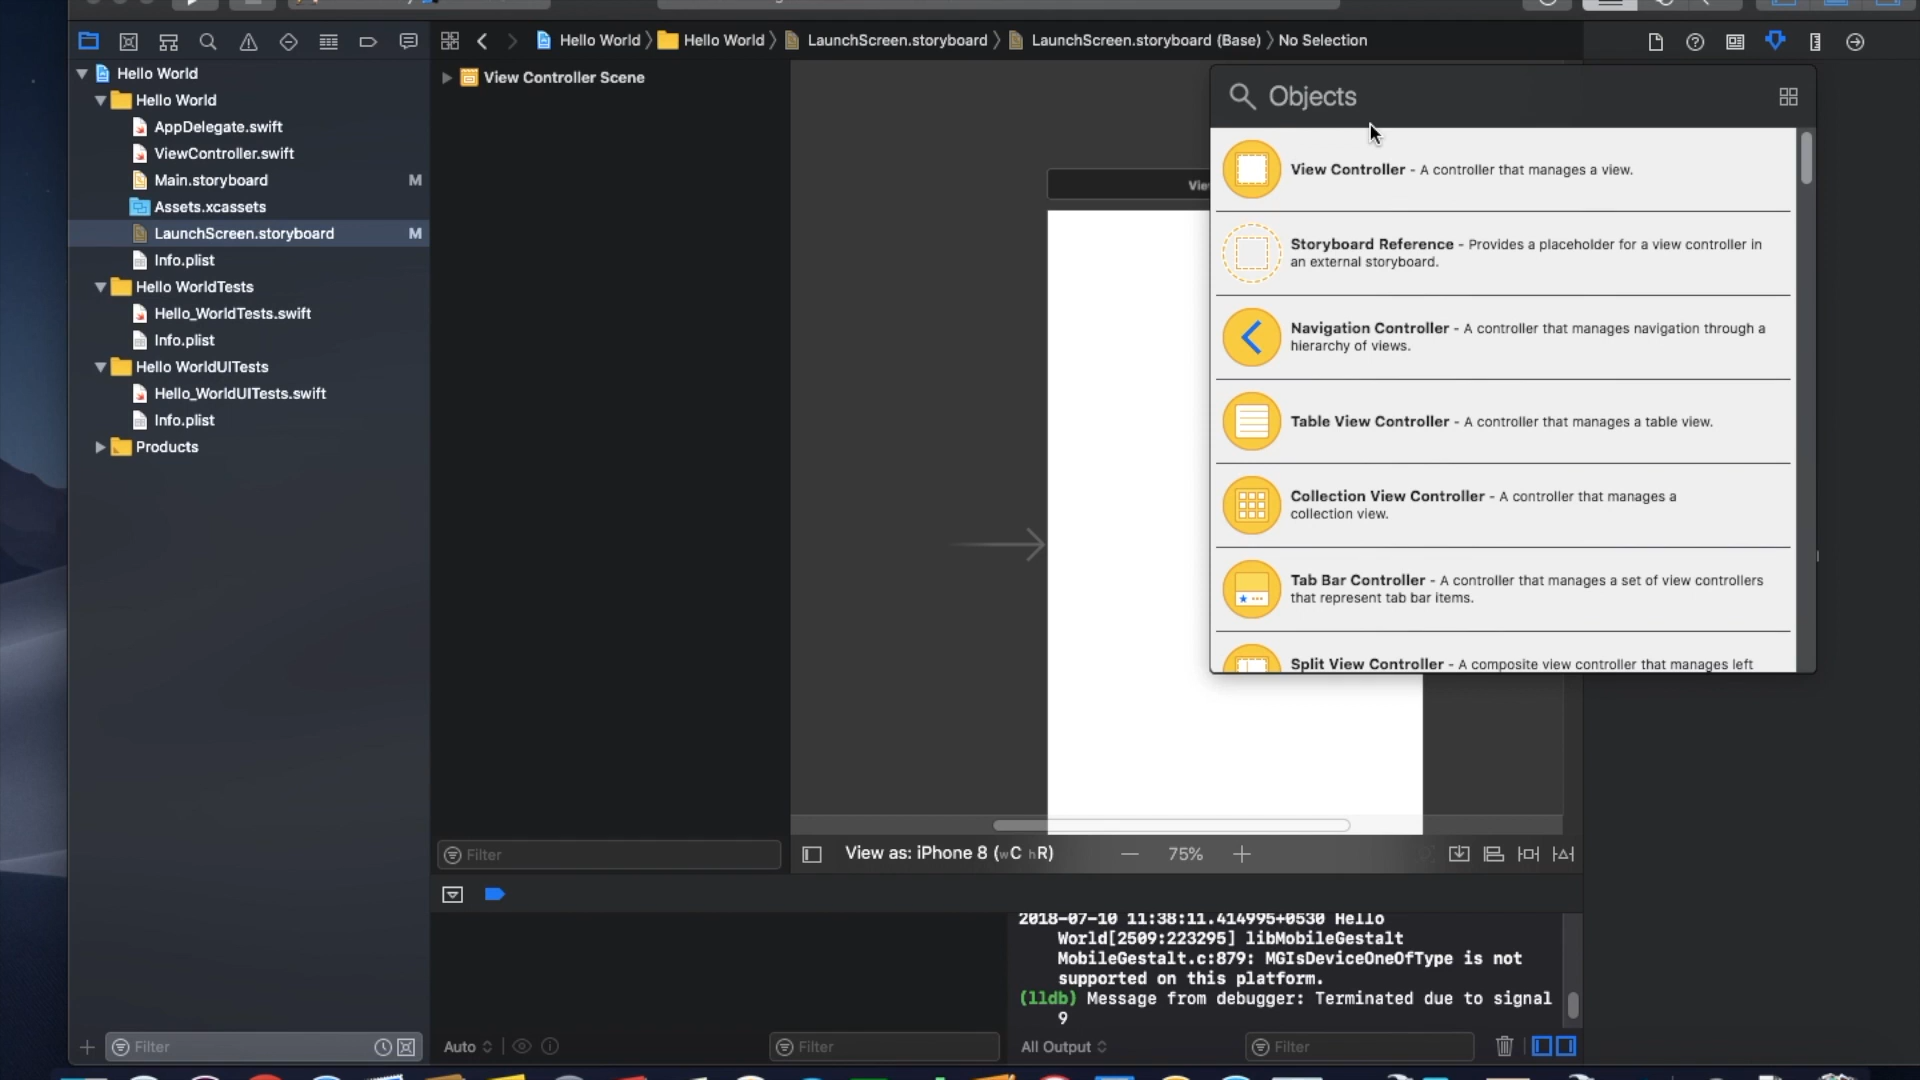 Hello World
Hello World
LaunchScreen.storyboard
LaunchScreen.storyboard (Base)
No Selection
Hello World
Hello World
AppDelegate.swift
ViewController.swift
Main.storyboard M
Assets.xcassets
LaunchScreen.storyboard M
Info.plist
Hello WorldTests
Hello_WorldTests.swift
Info.plist
Hello WorldUITests
Hello_WorldUITests.swift
Info.plist
Products
Filter
View Controller Scene
Filter
Objects
View Controller - A controller that manages a view.
Storyboard Reference - Provides a placeholder for a view controller in
an external storyboard.
Navigation Controller - A controller that manages navigation through a
hierarchy of views.
Table View Controller - A controller that manages a table view.
Collection View Controller - A controller that manages a
collection view.
Tab Bar Controller - A controller that manages a set of view controllers
that represent tab bar items.
Split View Controller - A composite view controller that manages left
View as: iPhone 8 (wC hR)
75%
2018-07-10 11:38:11.414995+0530 Hello
World[2509:223295] libMobileGestalt
MobileGestalt.c:879: MGIsDeviceOneOfType is not
supported on this platform.
(lldb) Message from debugger: Terminated due to signal
9
Auto
Filter
All Output
Filter